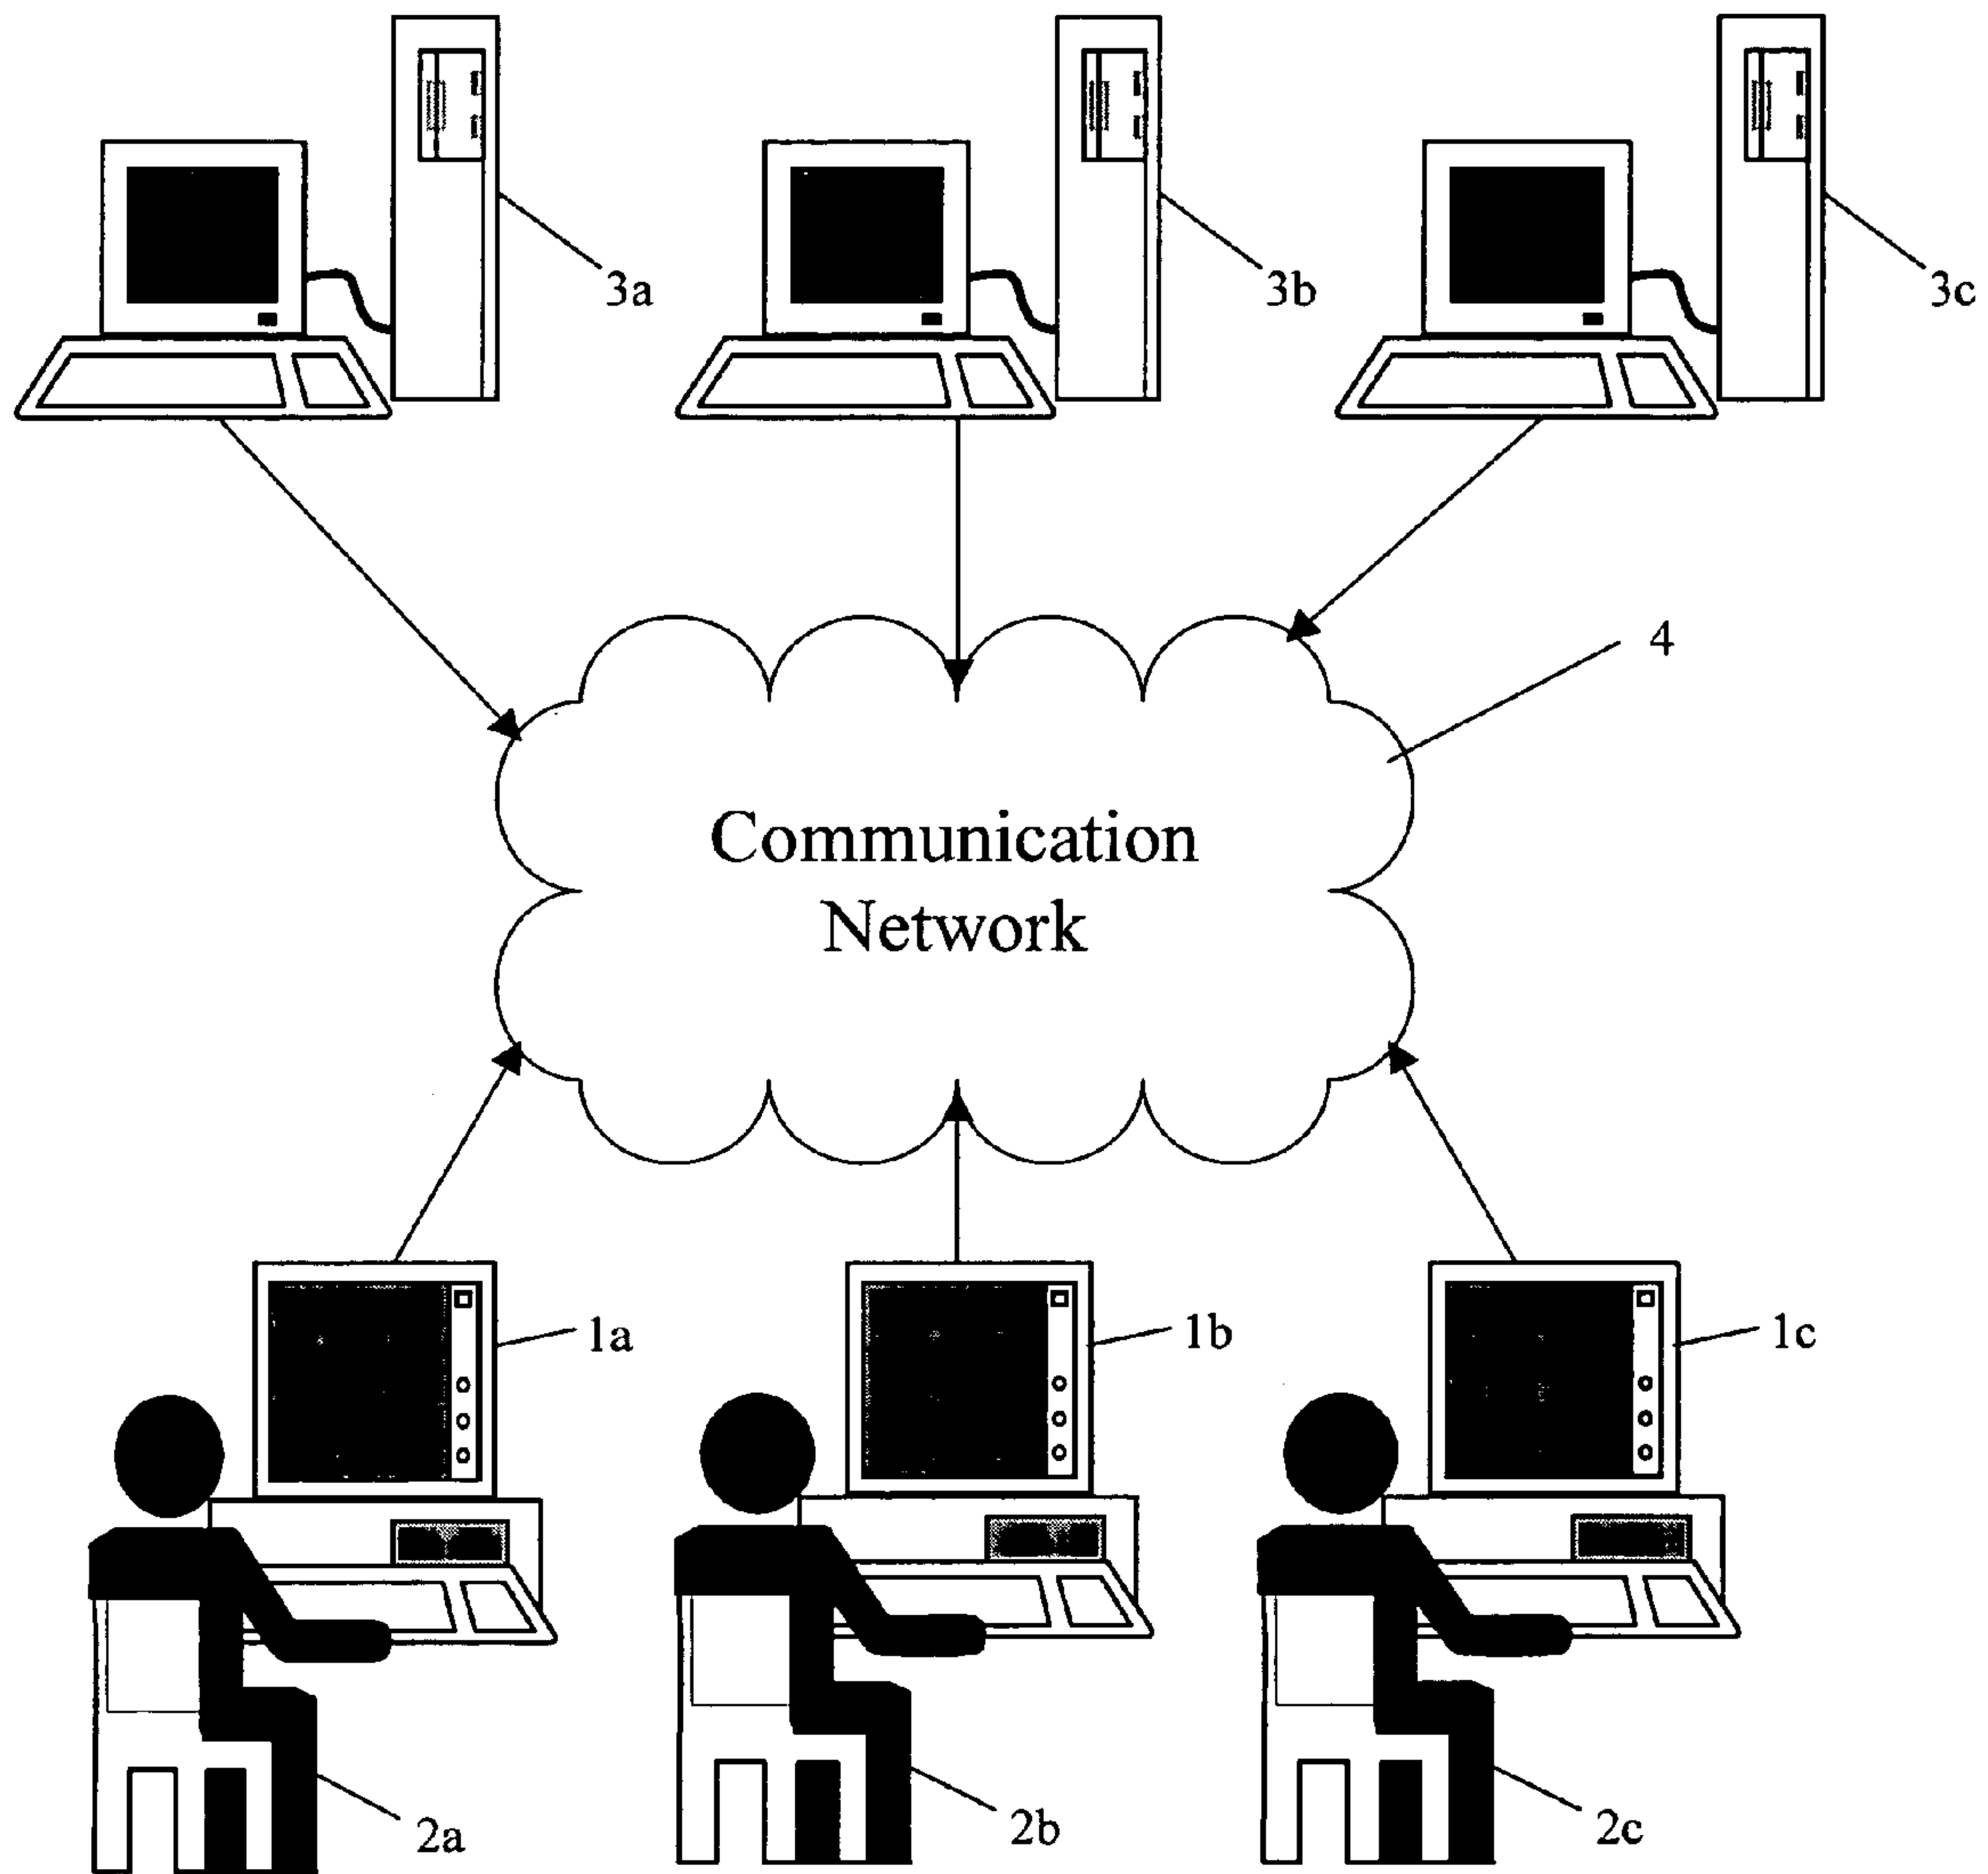 3a
3b
3c
4
Communication
Network
1a
1b
1c
2a
2b
2c